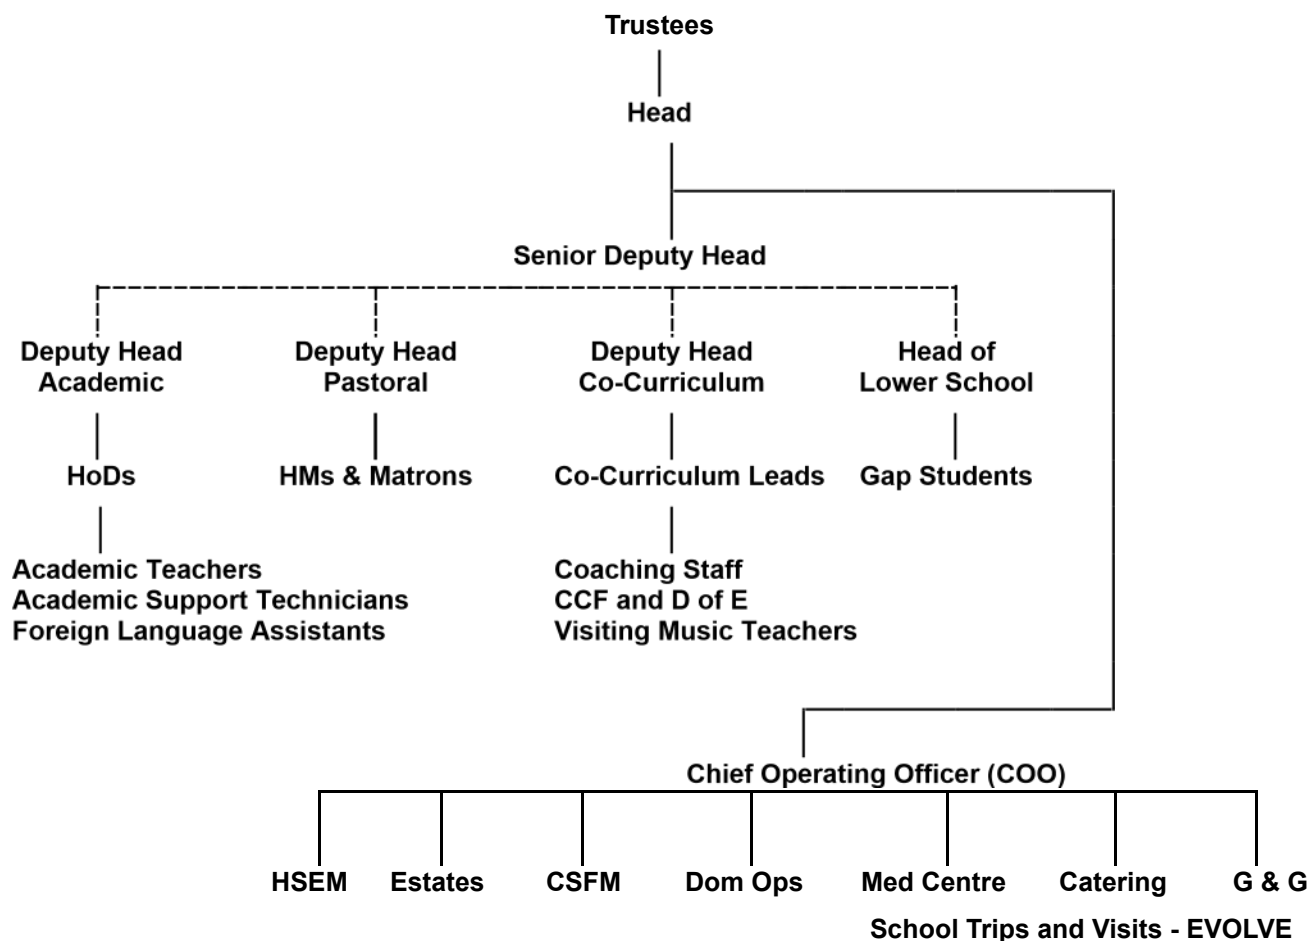 Trustees
Head
Senior Deputy Head
Deputy Head
Academic
Deputy Head
Pastoral
Deputy Head
Co-Curriculum
Head of
Lower School
HoDs
HMs & Matrons
Co-Curriculum Leads
Gap Students
Academic Teachers
Academic Support Technicians
Foreign Language Assistants
Coaching Staff
CCF and D of E
Visiting Music Teachers
Chief Operating Officer (COO)
HSEM
Estates
CSFM
Dom Ops
Med Centre
Catering
G & G
School Trips and Visits - EVOLVE